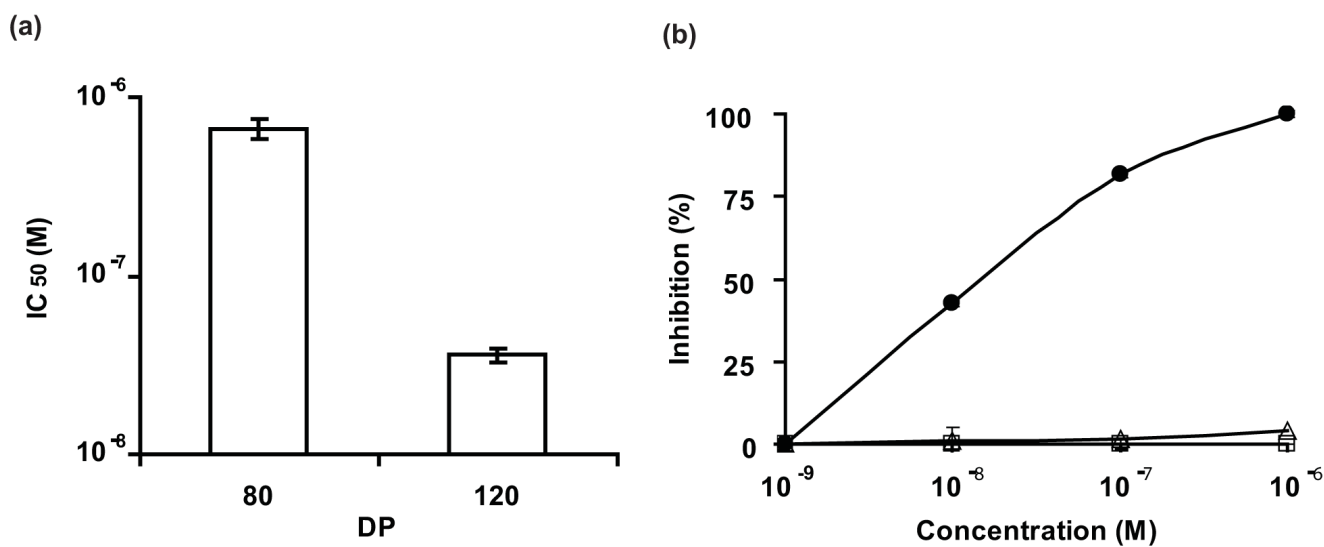 (a)
10⁻⁶
10⁻⁷
10⁻⁸
IC 50 (M)
80 120
DP
(b)
100
75
50
25
0
Inhibition (%)
10⁻⁹ 10⁻⁸ 10⁻⁷ 10⁻⁶
Concentration (M)